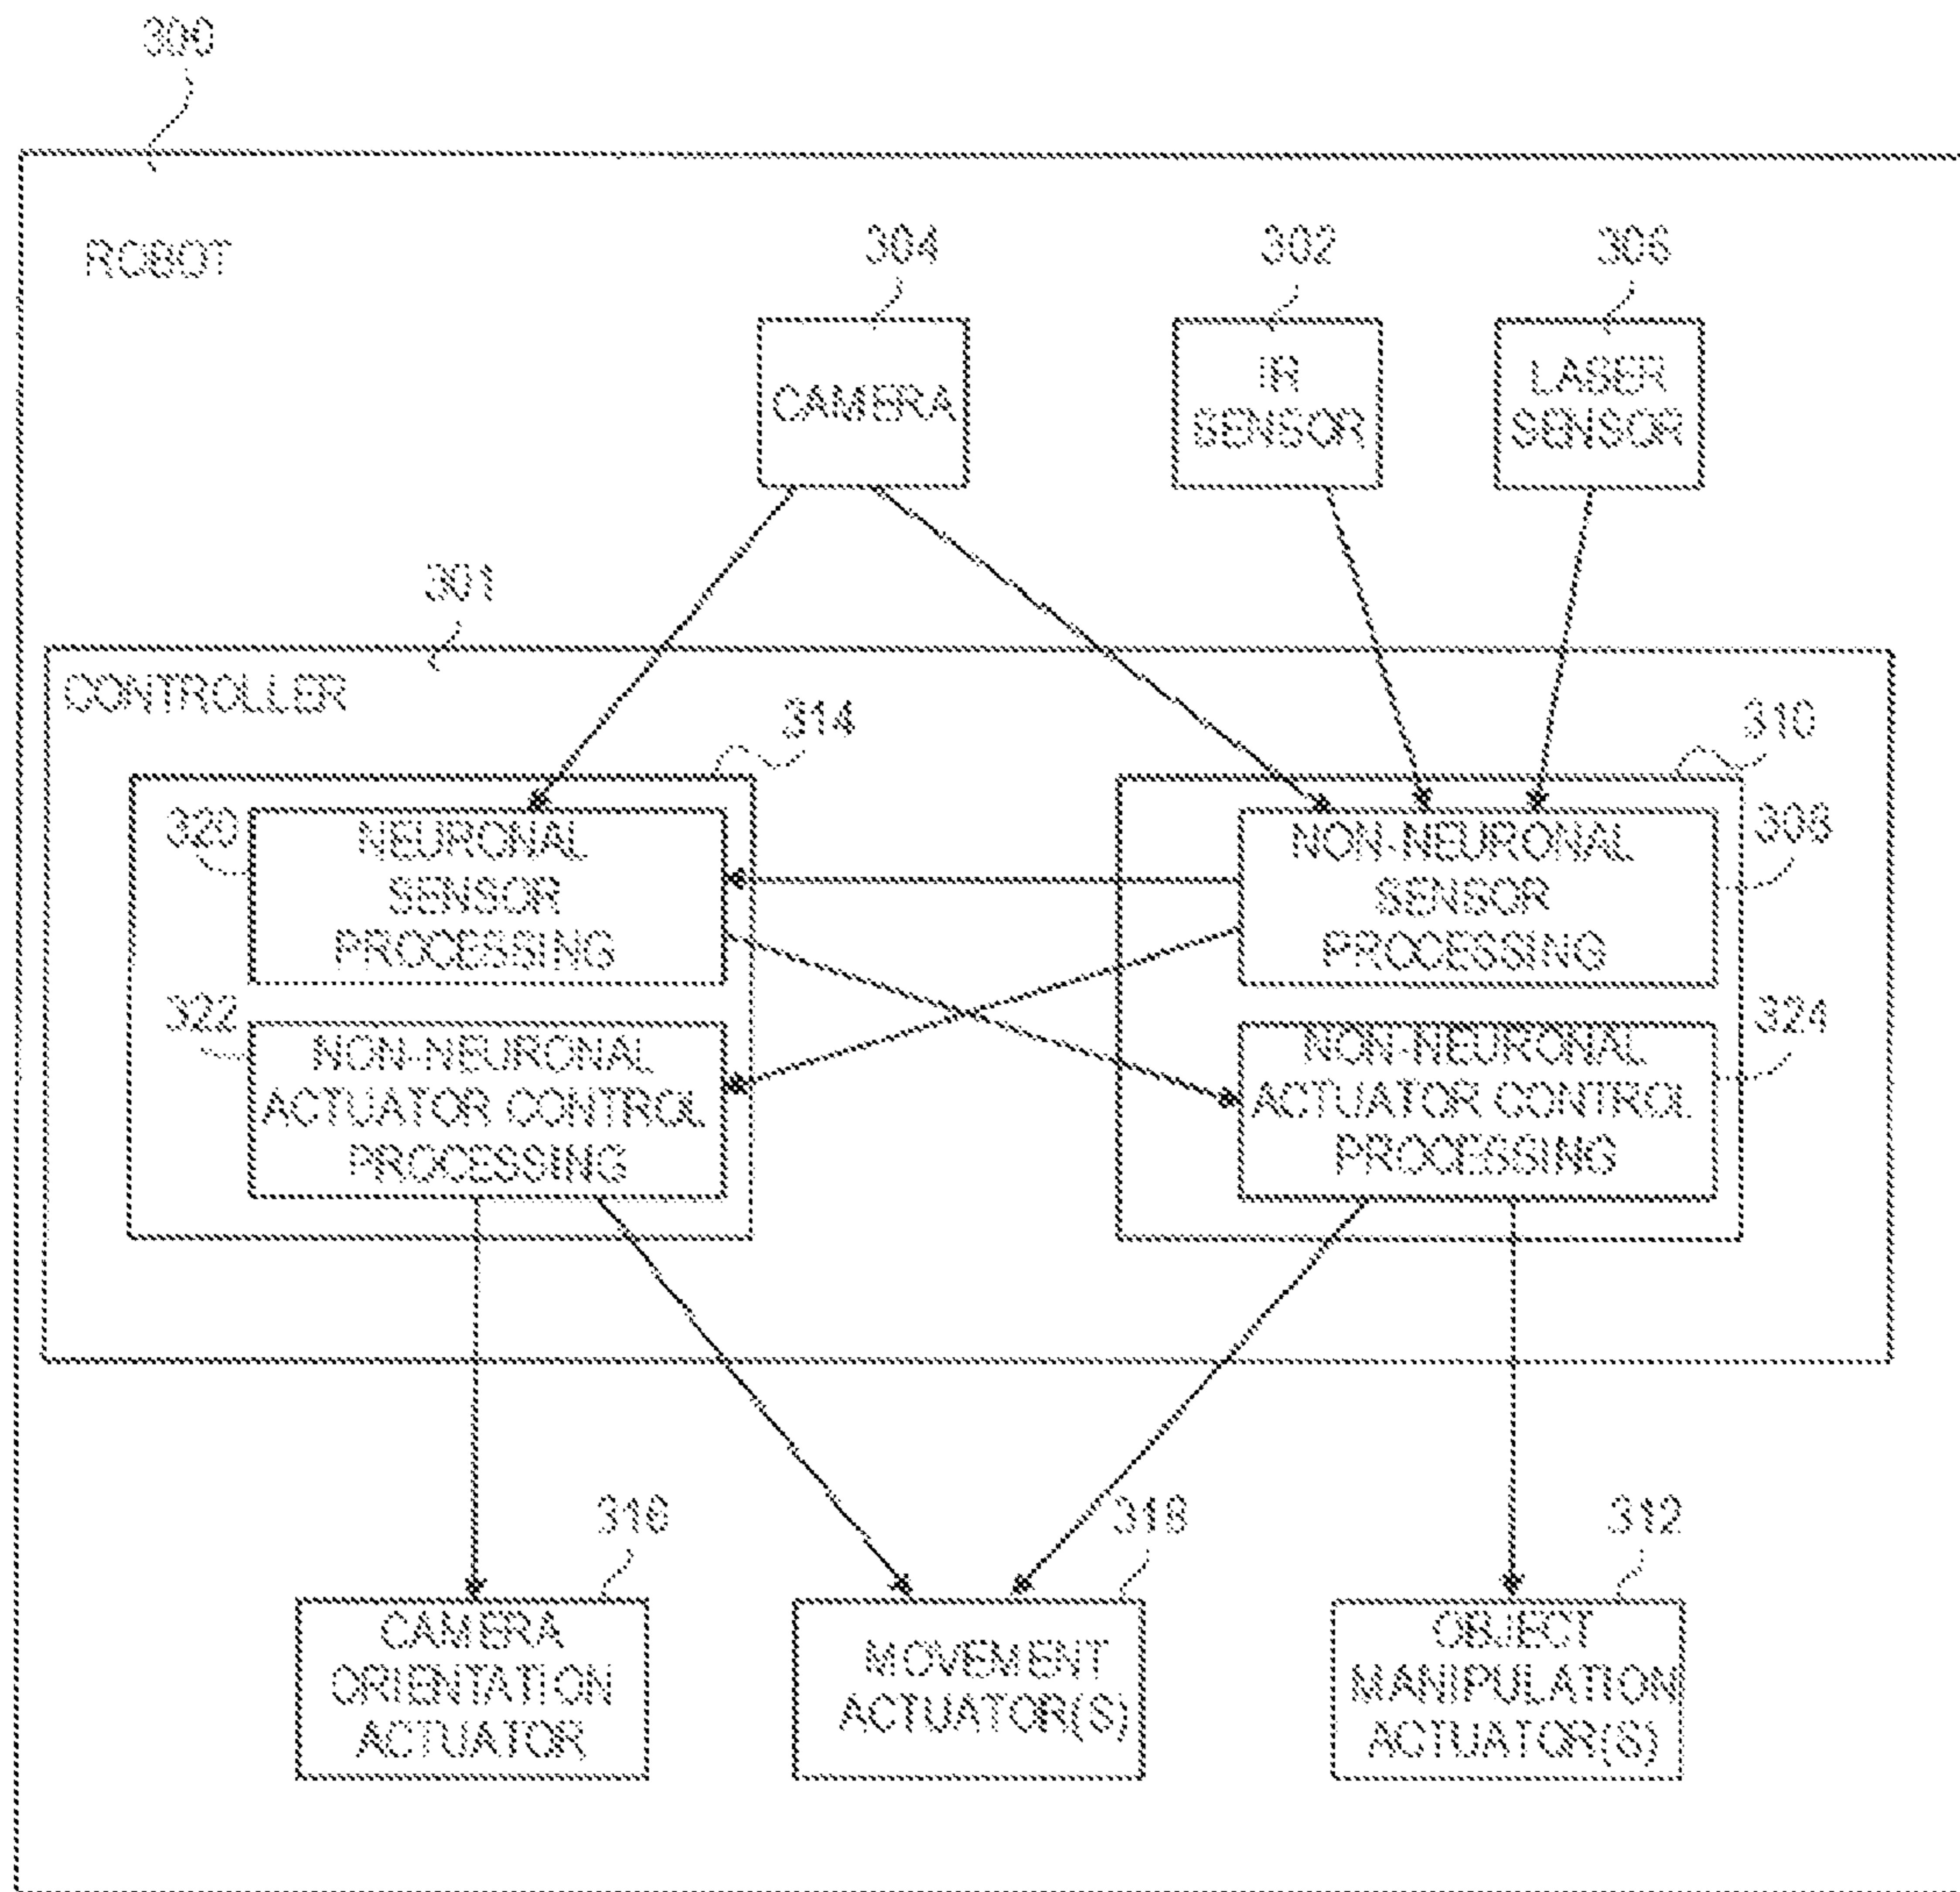 300
ROBOT
304
302
306
CAMERA
IR
SENSOR
LASER
SENSOR
301
CONTROLLER
314
310
320
NEURONAL
SENSOR
PROCESSING
NON-NEURONAL
SENSOR
PROCESSING
308
322
NON-NEURONAL
ACTUATOR CONTROL
PROCESSING
NON-NEURONAL
ACTUATOR CONTROL
PROCESSING
324
316
318
312
CAMERA
ORIENTATION
ACTUATOR
MOVEMENT
ACTUATOR(S)
OBJECT
MANIPULATION
ACTUATOR(S)